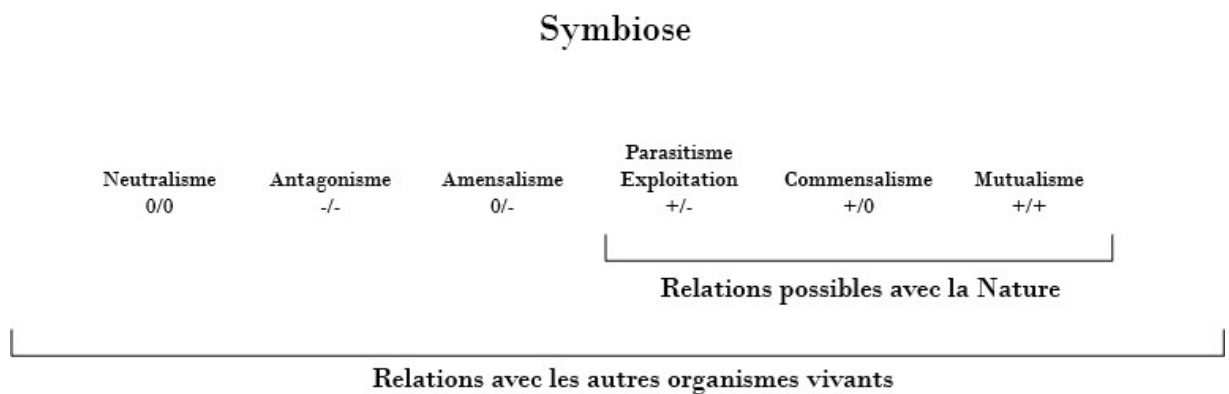 Symbiose
Parasitisme
Neutralisme Antagonisme Amensalisme Exploitation Commensalisme Mutualisme
0/0 -/- 0/- +/- +/0 +/+
Relations possibles avec la Nature
Relations avec les autres organismes vivants